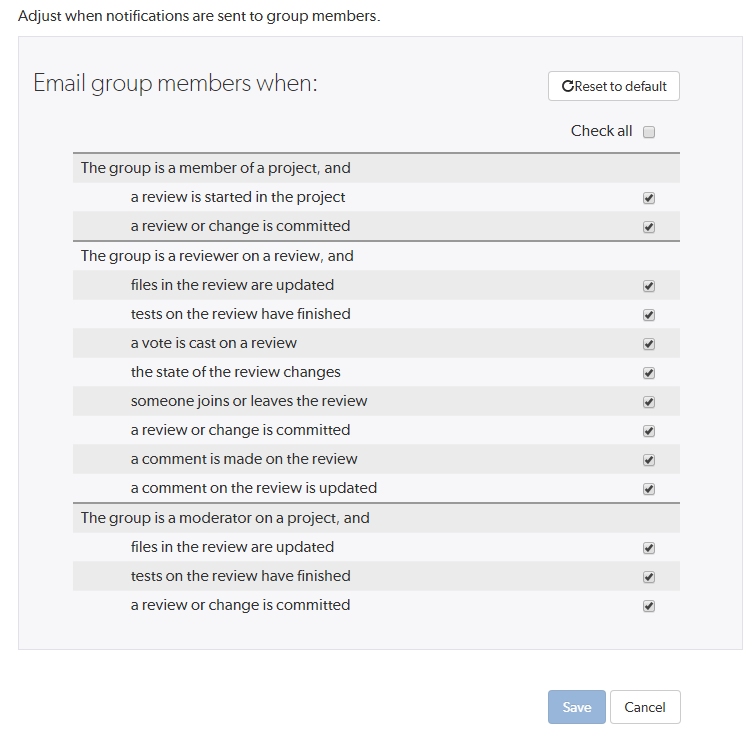 Adjust when notifications are sent to group members.
Email group members when:
Reset to default
Check all
The group is a member of a project, and
a review is started in the project
a review or change is committed
The group is a reviewer on a review, and
files in the review are updated
tests on the review have finished
a vote is cast on a review
the state of the review changes
someone joins or leaves the review
a review or change is committed
a comment is made on the review
a comment on the review is updated
The group is a moderator on a project, and
files in the review are updated
tests on the review have finished
a review or change is committed
Save
Cancel